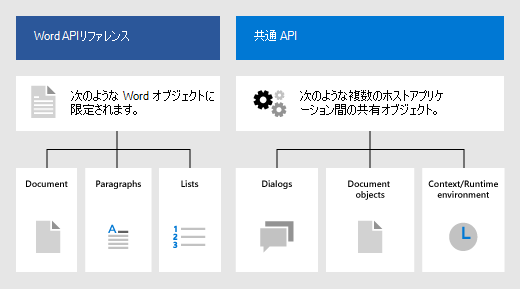 Word APIリファレンス
共通 API
次のような Word オブジェクトに
限定されます。
次のような複数のホストアプリケ
ーション間の共有オブジェクト。
Document
Paragraphs
Lists
Dialogs
Document
objects
Context/Runtime
environment
A
1
2
3